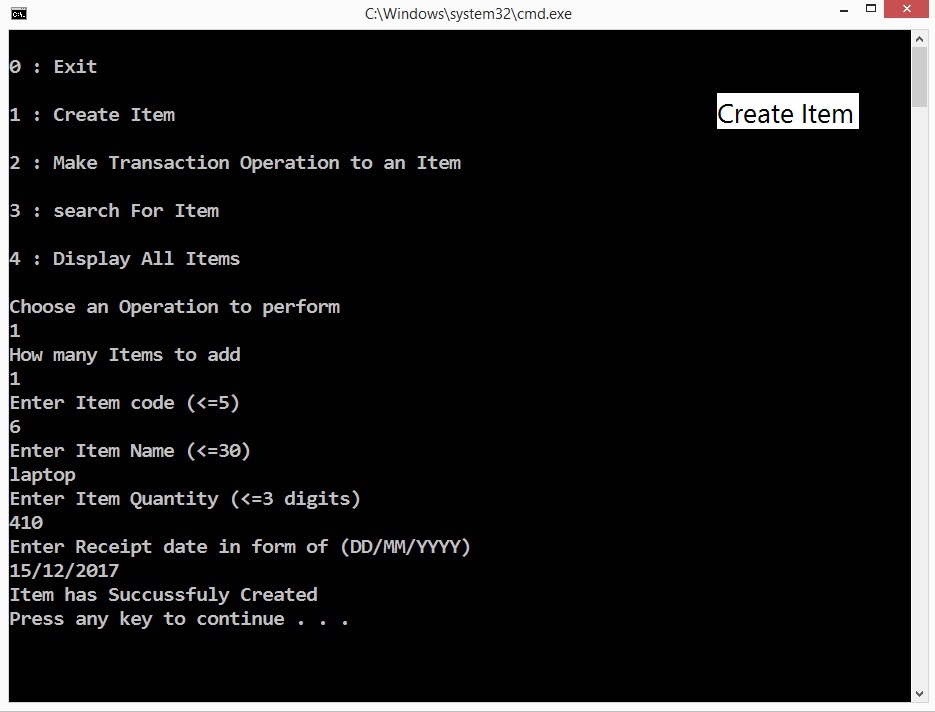 C:\Windows\system32\cmd.exe
0 : Exit
1 : Create Item
Create Item
2 : Make Transaction Operation to an Item
3 : search For Item
4 : Display All Items
Choose an Operation to perform
1
How many Items to add
1
Enter Item code (<=5)
6
Enter Item Name (<=30)
laptop
Enter Item Quantity (<=3 digits)
410
Enter Receipt date in form of (DD/MM/YYYY)
15/12/2017
Item has Succussfuly Created
Press any key to continue . . .